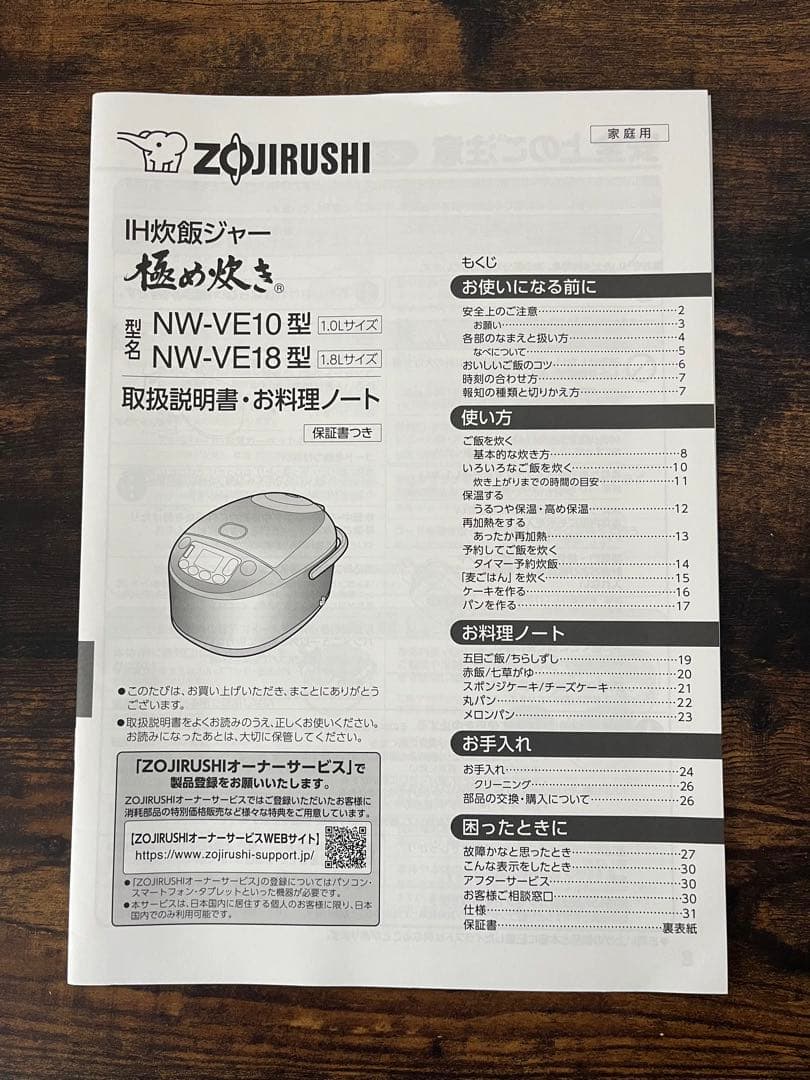 ZOJIRUSHI
家庭用
IH炊飯ジャー
極め炊き®
型名
NW-VE10型 1.0Lサイズ
NW-VE18型 1.8Lサイズ
取扱説明書・お料理ノート
保証書つき
●このたびは、お買い上げいただき、まことにありがとう
ございます。
●取扱説明書をよくお読みのうえ、正しくお使いください。
お読みになったあとは、大切に保管してください。
「ZOJIRUSHIオーナーサービス」で
製品登録をお願いいたします。
ZOJIRUSHIオーナーサービスではご登録いただいたお客様に
消耗部品の特別価格販売など様々な特典をご用意しています。
【ZOJIRUSHIオーナーサービスWEBサイト】
https://www.zojirushi-support.jp/
●「ZOJIRUSHIオーナーサービス」の登録についてはパソコン・
スマートフォン・タブレットといった機器が必要です。
●本サービスは、日本国内に居住する個人のお客様に限り、日本
国内でのみ利用可能です。
もくじ
お使いになる前に
安全上のご注意 2
お願い 3
各部のなまえと扱い方 4
なべについて 5
おいしいご飯のコツ 6
時刻の合わせ方 7
報知の種類と切りかえ方 7
使い方
ご飯を炊く
基本的な炊き方 8
いろいろなご飯を炊く 10
炊き上がりまでの時間の目安 11
保温する
うるつや保温・高め保温 12
再加熱をする
あったか再加熱 13
予約してご飯を炊く
タイマー予約炊飯 14
「麦ごはん」を炊く 15
ケーキを作る 16
パンを作る 17
お料理ノート
五目ご飯/ちらしずし 19
赤飯/七草がゆ 20
スポンジケーキ/チーズケーキ 21
丸パン 22
メロンパン 23
お手入れ
お手入れ 24
クリーニング 26
部品の交換・購入について 26
困ったときに
故障かなと思ったとき 27
こんな表示をしたとき 30
アフターサービス 30
お客様ご相談窓口 30
仕様 31
保証書 裏表紙